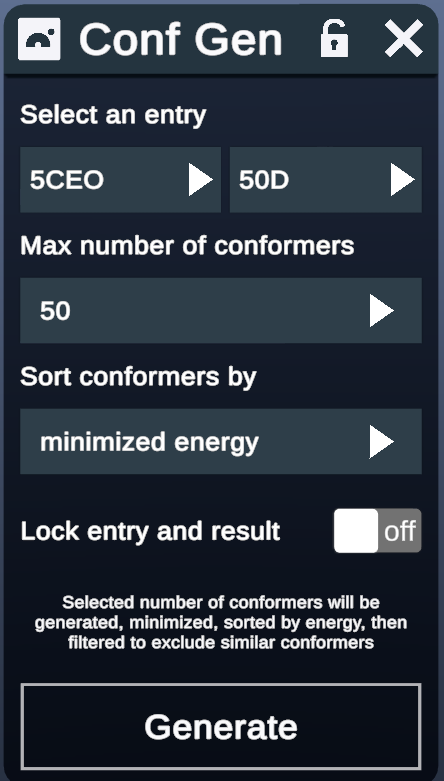 Conf Gen
Select an entry
5CEO
50D
Max number of conformers
50
Sort conformers by
minimized energy
Lock entry and result
off
Selected number of conformers will be
generated, minimized, sorted by energy, then
filtered to exclude similar conformers
Generate